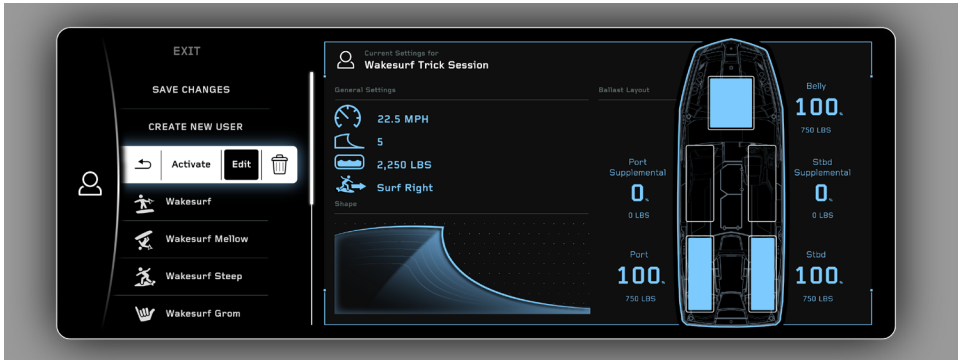 EXIT
SAVE CHANGES
CREATE NEW USER
Activate
Edit
Wakesurf
Wakesurf Mellow
Wakesurf Steep
Wakesurf Grom
Current Settings for
Wakesurf Trick Session
General Settings
22.5 MPH
5
2,250 LBS
Surf Right
Shape
Ballast Layout
Belly
100%
750 LBS
Port
Supplemental
0%
0 LBS
Stbd
Supplemental
0%
0 LBS
Port
100%
750 LBS
Stbd
100%
750 LBS